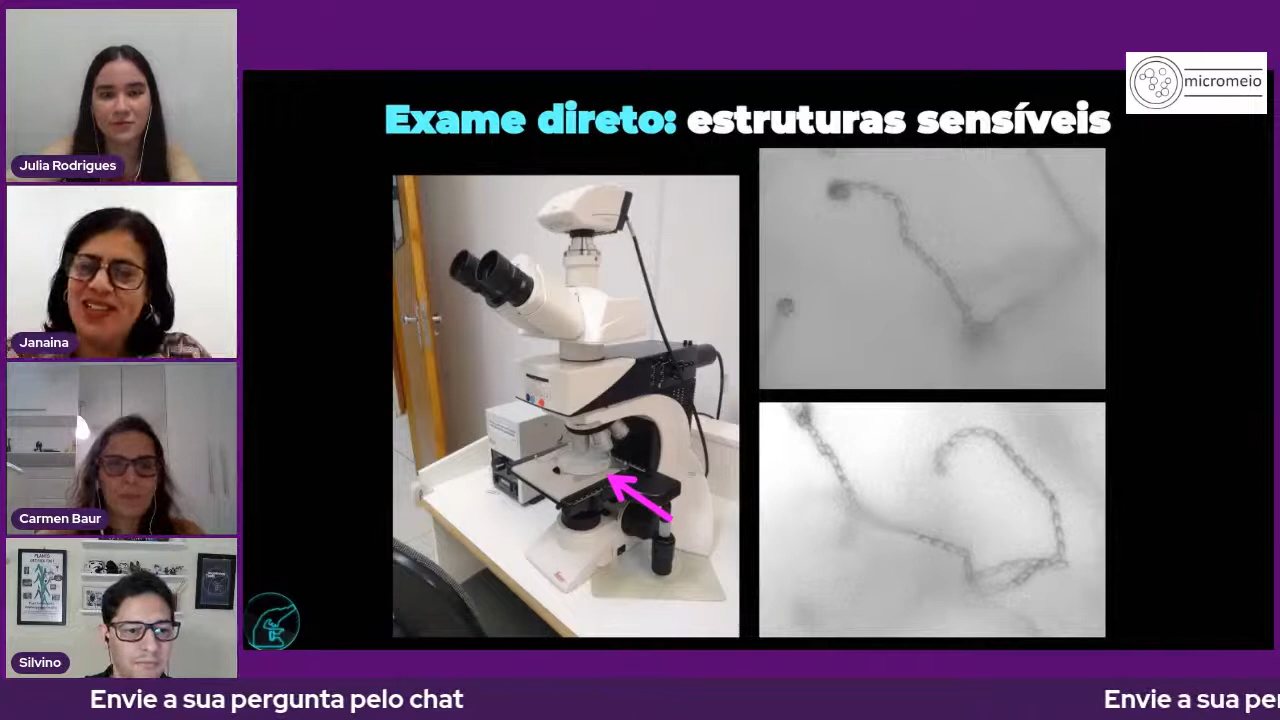 Exame direto: estruturas sensíveis
micromeio
Julia Rodrigues
Janaina
Carmen Baur
Silvino
Envie a sua pergunta pelo chat
Envie a sua per